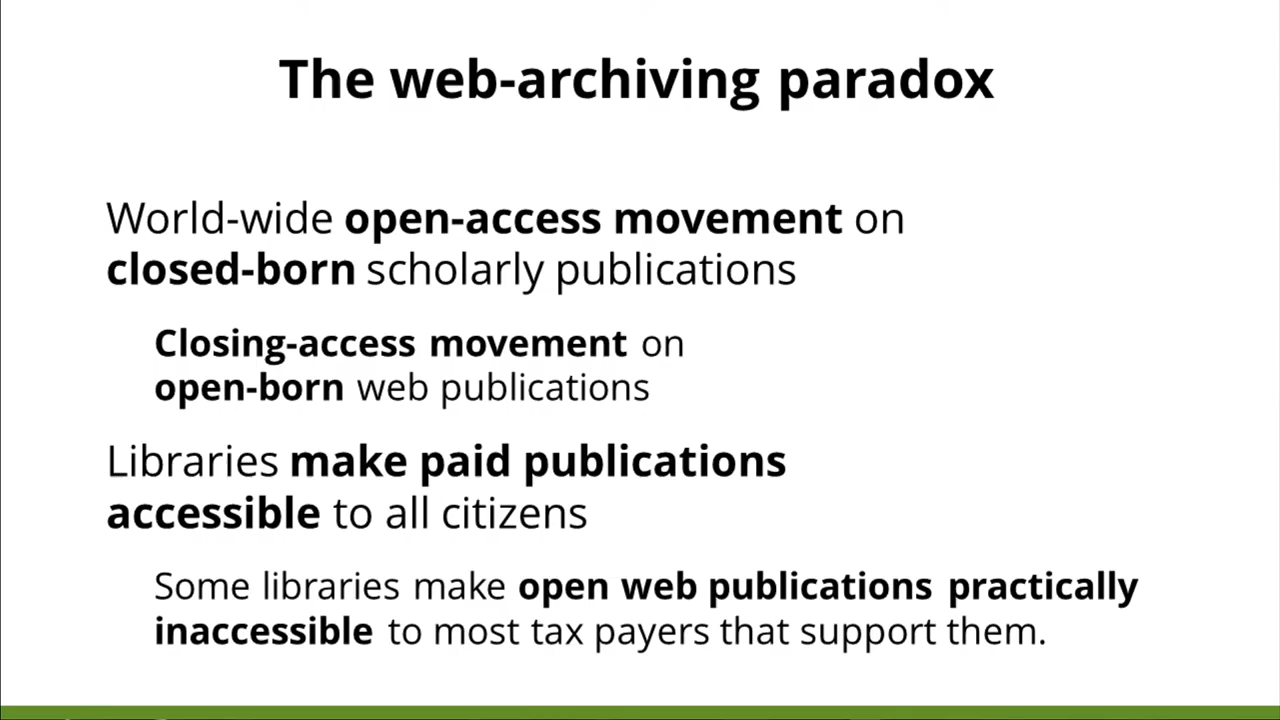 The web-archiving paradox
World-wide open-access movement on
closed-born scholarly publications
Closing-access movement on
open-born web publications
Libraries make paid publications
accessible to all citizens
Some libraries make open web publications practically
inaccessible to most tax payers that support them.